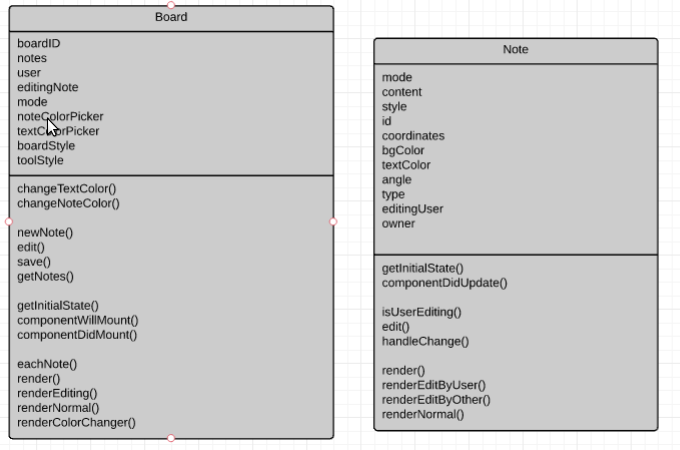 Board
boardID
notes
user
editingNote
mode
noteColorPicker
textColorPicker
boardStyle
toolStyle
changeTextColor()
changeNoteColor()
newNote()
edit()
save()
getNotes()
getInitialState()
componentWillMount()
componentDidMount()
eachNote()
render()
renderEditing()
renderNormal()
renderColorChanger()
Note
mode
content
style
id
coordinates
bgColor
textColor
angle
type
editingUser
owner
getInitialState()
componentDidUpdate()
isUserEditing()
edit()
handleChange()
render()
renderEditByUser()
renderEditByOther()
renderNormal()